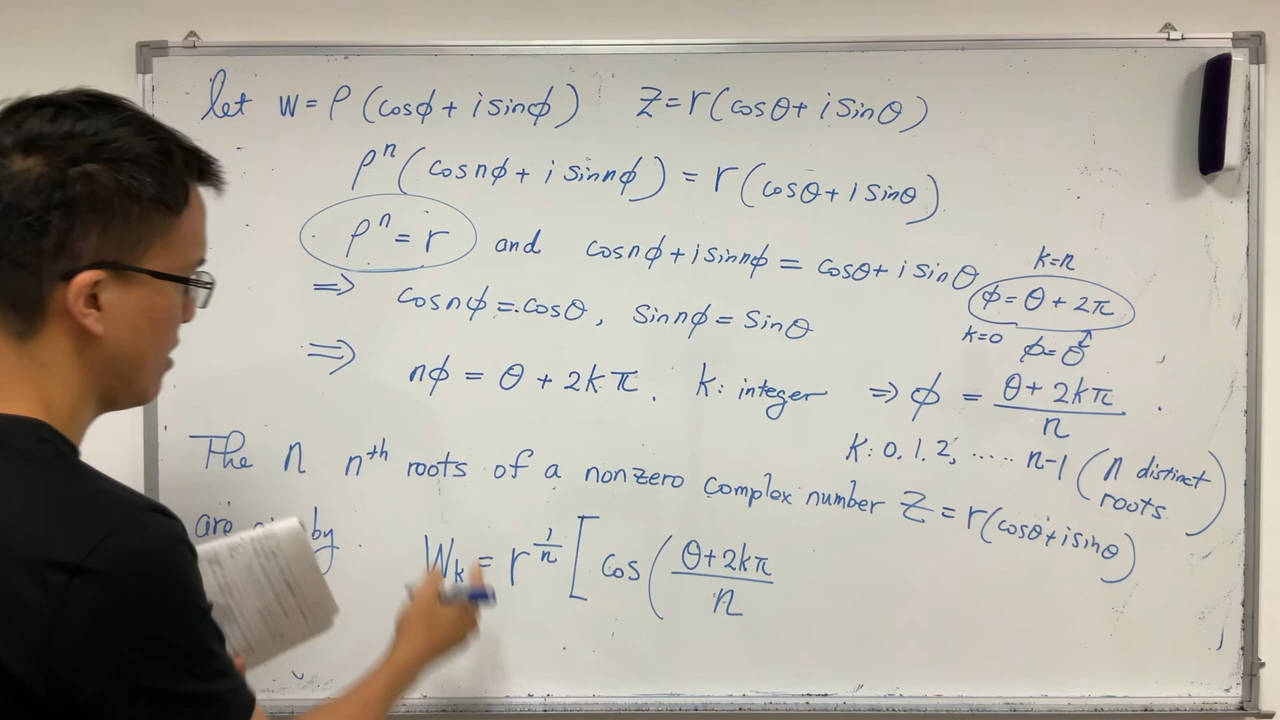 let w = ρ (cosφ + i sinφ) Z = r (cosθ + i sinθ)
ρⁿ (cos nφ + i sin nφ) = r (cosθ + i sinθ)
ρⁿ = r and cos nφ + i sin nφ = cosθ + i sinθ
k=n
φ = θ + 2π
⇒ cos nφ = cosθ, sin nφ = sinθ
k=0 φ = θ
⇒ nφ = θ + 2kπ. k: integer ⇒ φ = (θ + 2kπ)/n .
k: 0, 1, 2, ..... n-1 (n distinct roots)
The n nth roots of a nonzero complex number Z = r(cosθ + i sinθ)
are by
W_k = r^(1/n) [ cos ( (θ + 2kπ)/n